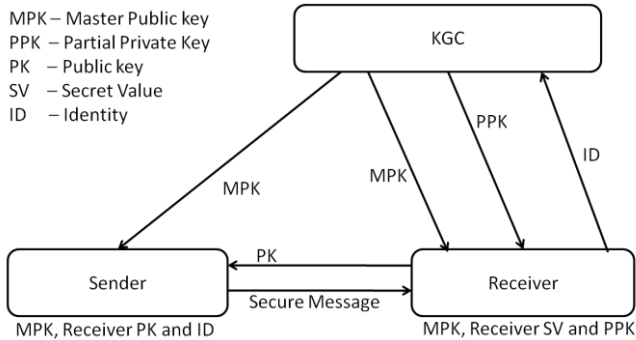 MPK – Master Public key
PPK – Partial Private Key
PK – Public key
SV – Secret Value
ID – Identity
KGC
PPK
ID
MPK
MPK
PK
Sender
Receiver
Secure Message
MPK, Receiver PK and ID
MPK, Receiver SV and PPK